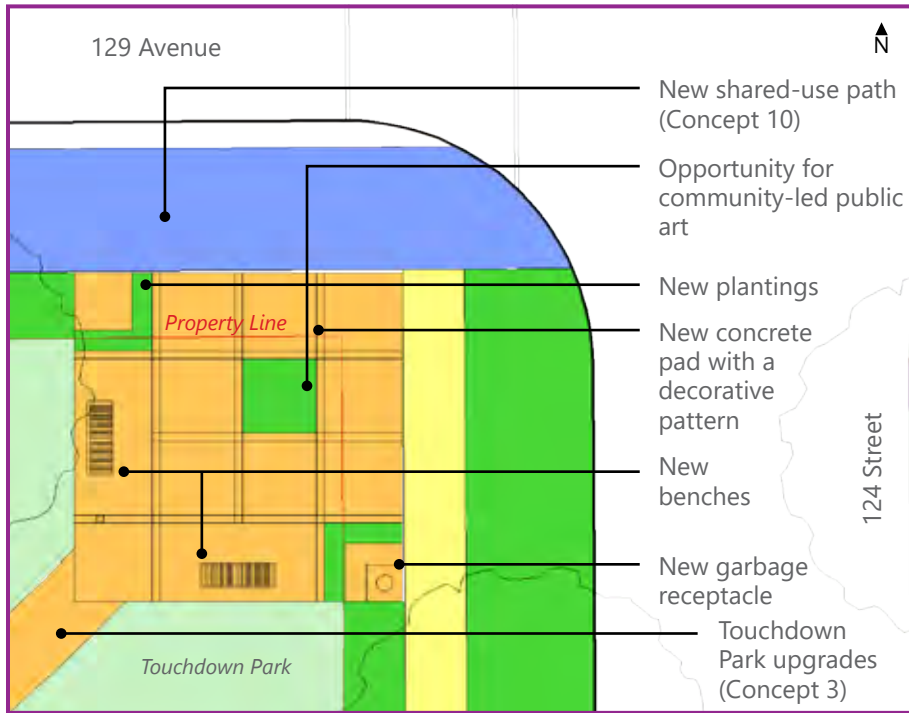 129 Avenue
N
New shared-use path
(Concept 10)
Opportunity for
community-led public
art
New plantings
Property Line
New concrete
pad with a
decorative
pattern
New
benches
124 Street
New garbage
receptacle
Touchdown
Park upgrades
(Concept 3)
Touchdown Park